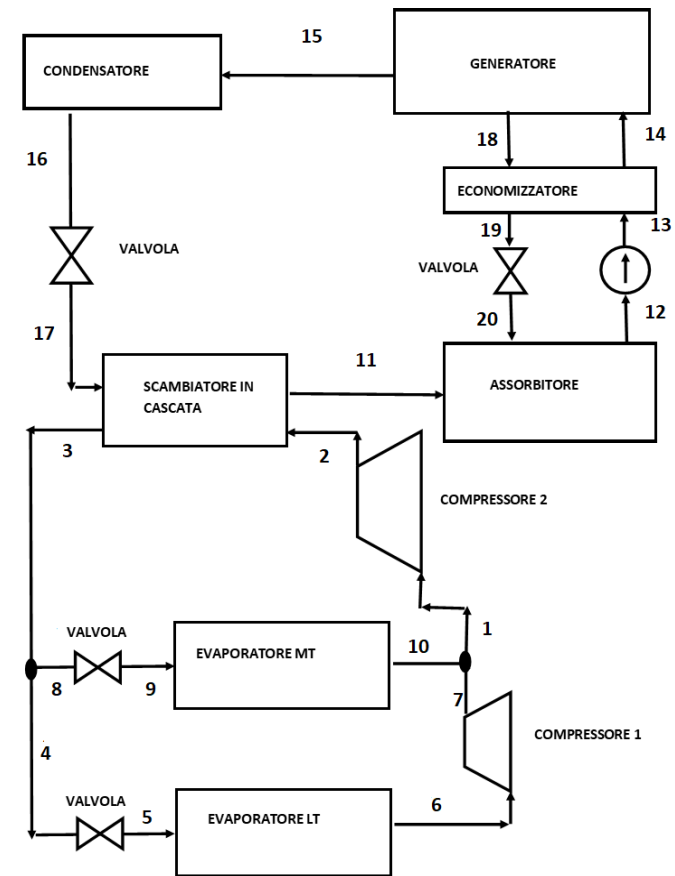 15
CONDENSATORE
GENERATORE
16
18
14
ECONOMIZZATORE
VALVOLA
19
13
VALVOLA
17
20
12
11
SCAMBIATORE IN
CASCATA
ASSORBITORE
3
2
COMPRESSORE 2
VALVOLA
1
EVAPORATORE MT
10
8
9
7
COMPRESSORE 1
4
VALVOLA
5
6
EVAPORATORE LT